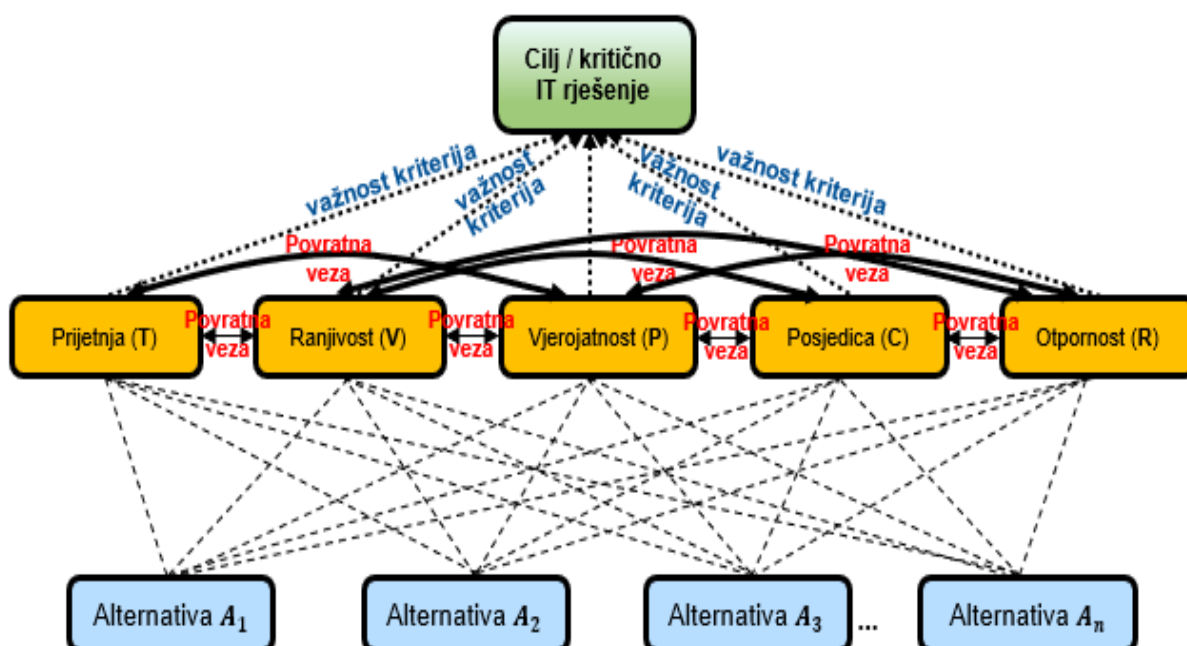 Cilj / kritično
IT rješenje
važnost kriterija
važnost
kriterija
važnost
kriterija
važnost kriterija
Povratna
veza
Povratna
veza
Povratna
veza
Prijetnja (T)
Povratna
veza
Ranjivost (V)
Povratna
veza
Vjerojatnost (P)
Povratna
veza
Posjedica (C)
Povratna
veza
Otpornost (R)
Alternativa A₁
Alternativa A₂
Alternativa A₃
...
Alternativa Aₙ